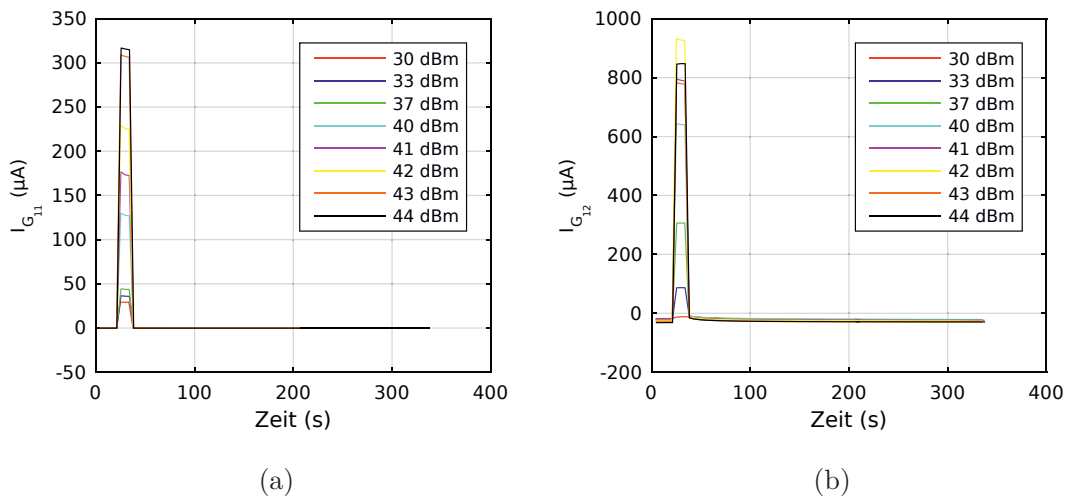 350
300
250
200
150
100
50
0
-50
0 100 200 300 400
I_G_11 (µA)
Zeit (s)
30 dBm
33 dBm
37 dBm
40 dBm
41 dBm
42 dBm
43 dBm
44 dBm
(a)
1000
800
600
400
200
0
-200
0 100 200 300 400
I_G_12 (µA)
Zeit (s)
30 dBm
33 dBm
37 dBm
40 dBm
41 dBm
42 dBm
43 dBm
44 dBm
(b)